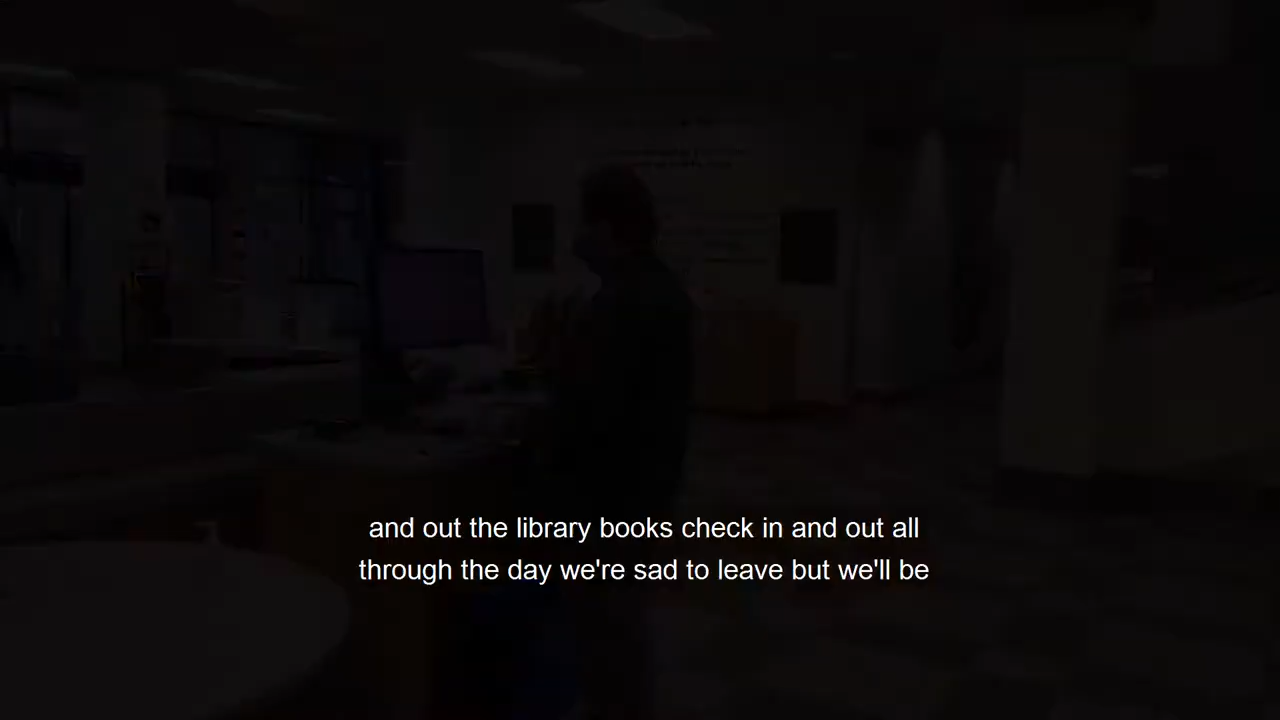 and out the library books check in and out all
through the day we're sad to leave but we'll be